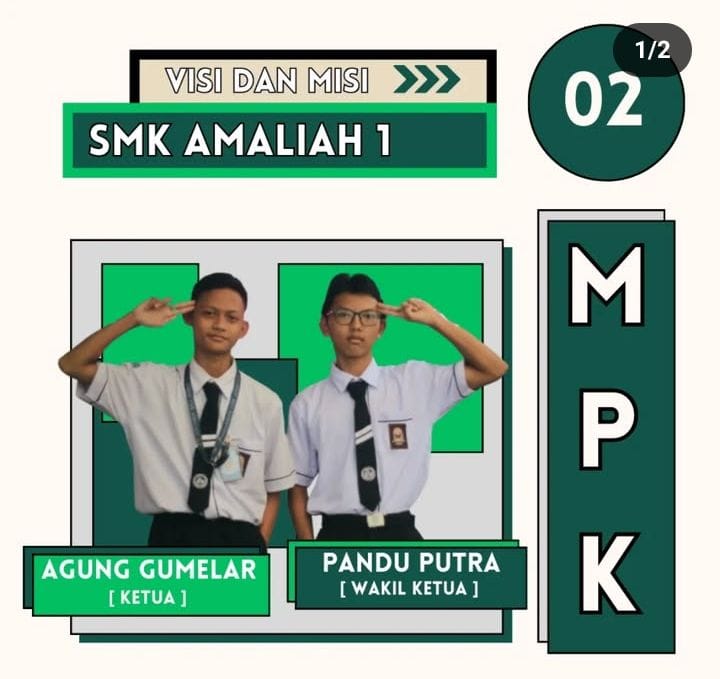 1/2
VISI DAN MISI
02
SMK AMALIAH 1
M
P
K
AGUNG GUMELAR
[ KETUA ]
PANDU PUTRA
[ WAKIL KETUA ]